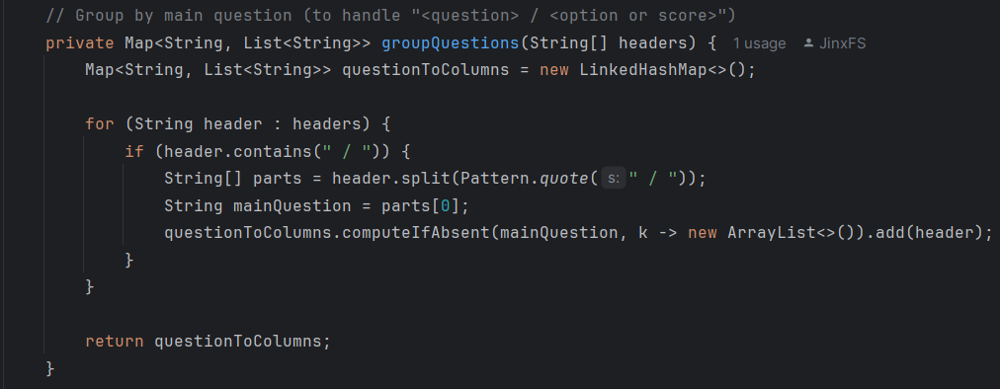 // Group by main question (to handle "<question> / <option or score>")
private Map<String, List<String>> groupQuestions(String[] headers) { 1 usage JinxFS
Map<String, List<String>> questionToColumns = new LinkedHashMap<>();
for (String header : headers) {
if (header.contains(" / ")) {
String[] parts = header.split(Pattern.quote( s: " / "));
String mainQuestion = parts[0];
questionToColumns.computeIfAbsent(mainQuestion, k -> new ArrayList<>()).add(header);
}
}
return questionToColumns;
}